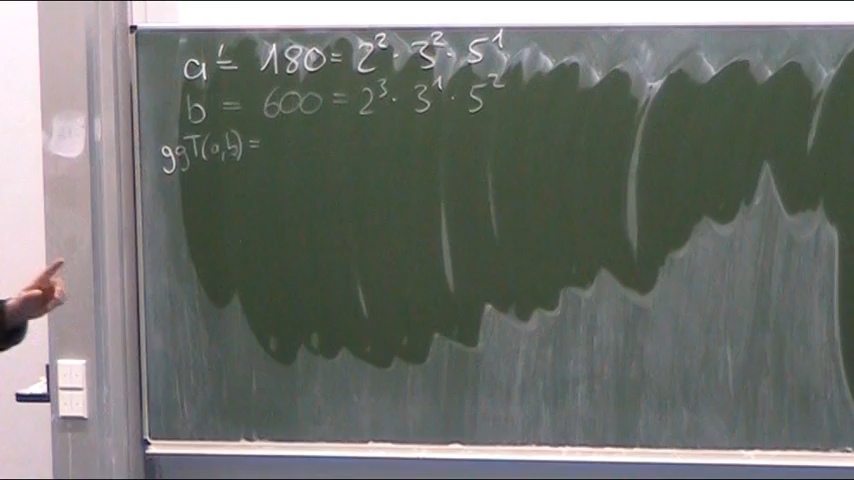 a = 180 = 2² · 3² · 5¹
b = 600 = 2³ · 3¹ · 5²
ggT(a,b) =